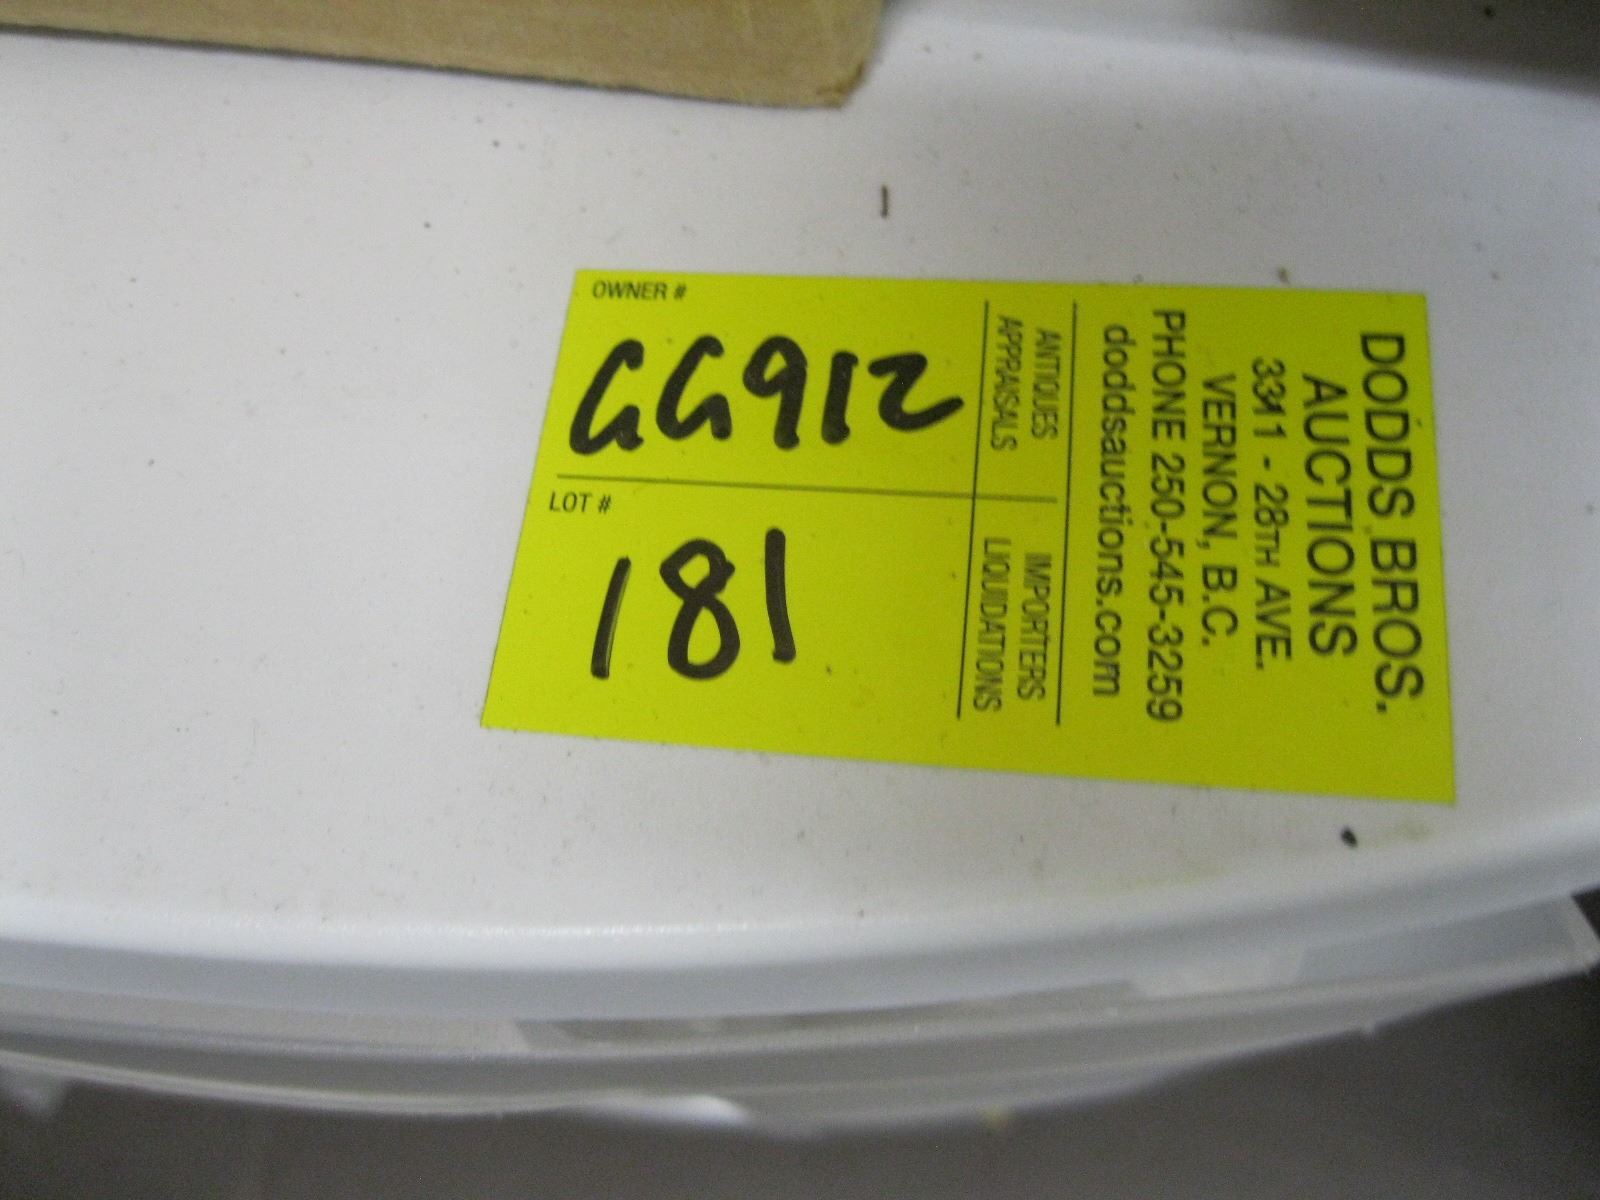 DODDS BROS.
AUCTIONS
3311 - 28TH AVE.
VERNON, B.C.
PHONE 250-545-3259
doddsauctions.com
ANTIQUES
APPRAISALS
IMPORTERS
LIQUIDATIONS
OWNER #
GG912
LOT #
181